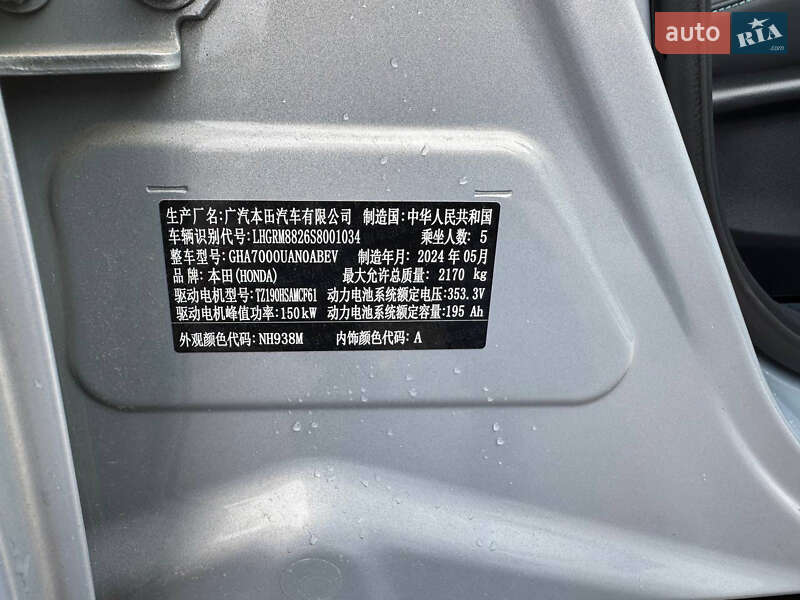 auto RIA .com
生产厂名:广汽本田汽车有限公司 制造国:中华人民共和国
车辆识别代号:LHGRM8826S8001034 乘坐人数: 5
整车型号:GHA7000UAN0ABEV 制造年月: 2024 年 05月
品牌:本田(HONDA) 最大允许总质量: 2170 kg
驱动电机型号:TZ190HSAMCF61 动力电池系统额定电压:353.3V
驱动电机峰值功率:150kW 动力电池系统额定容量:195 Ah
外观颜色代码: NH938M 内饰颜色代码: A